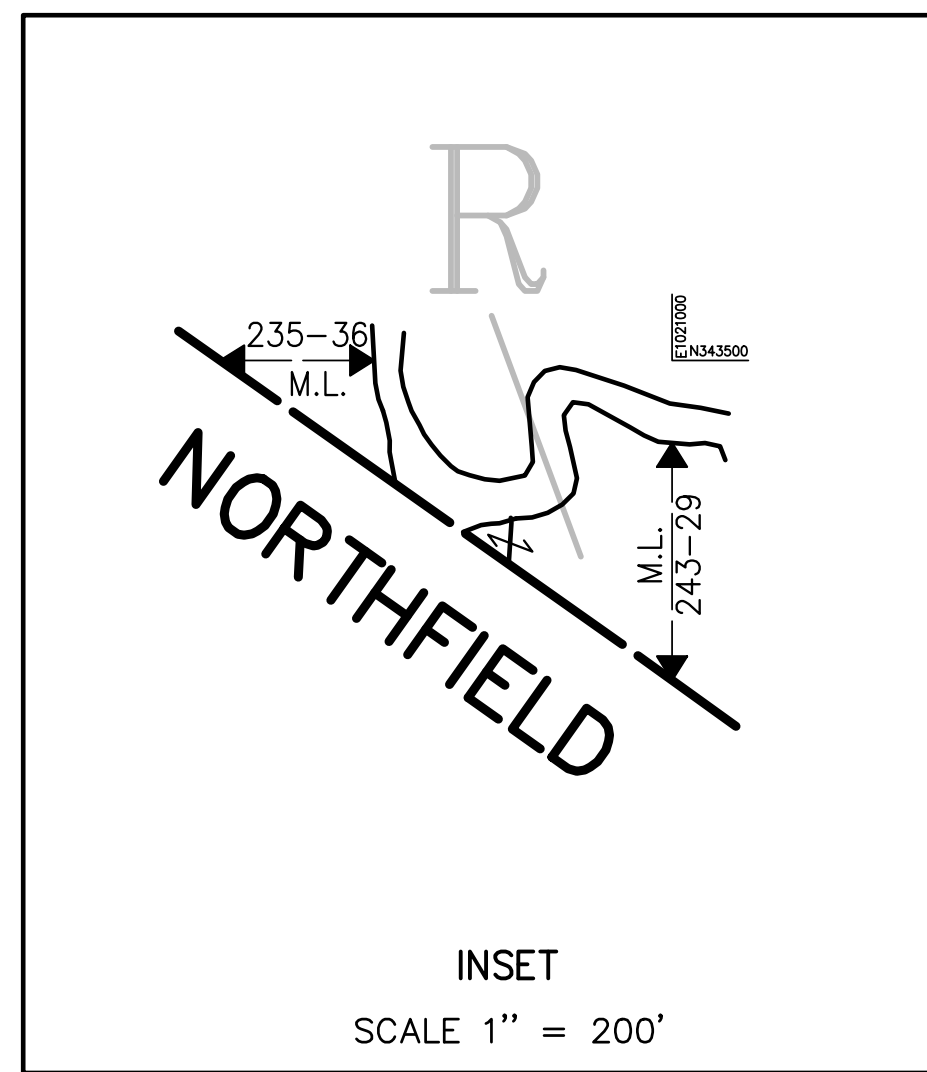 R
235-36
M.L.
E1021000
N343500
M.L.
243-29
NORTHFIELD
INSET
SCALE 1'' = 200'